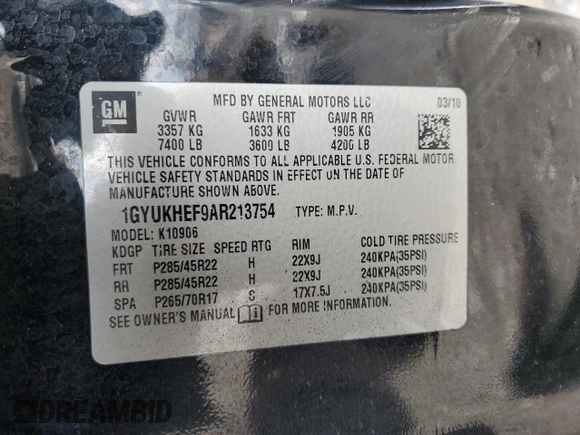 GM
MFD BY GENERAL MOTORS LLC 03/10
GVWR GAWR FRT GAWR RR
3357 KG 1633 KG 1905 KG
7400 LB 3600 LB 4200 LB
THIS VEHICLE CONFORMS TO ALL APPLICABLE U.S. FEDERAL MOTOR
VEHICLE SAFETY STANDARDS IN EFFECT ON THE DATE OF
MANUFACTURE SHOWN ABOVE.
1GYUKHEF9AR213754 TYPE: M.P.V.
MODEL: K10906
KDGP TIRE SIZE SPEED RTG RIM COLD TIRE PRESSURE
FRT P285/45R22 H 22X9J 240KPA(35PSI)
RR P285/45R22 H 22X9J 240KPA(35PSI)
SPA P265/70R17 S 17X7.5J 240KPA(35PSI)
SEE OWNER'S MANUAL FOR MORE INFORMATION.
DREAMBID